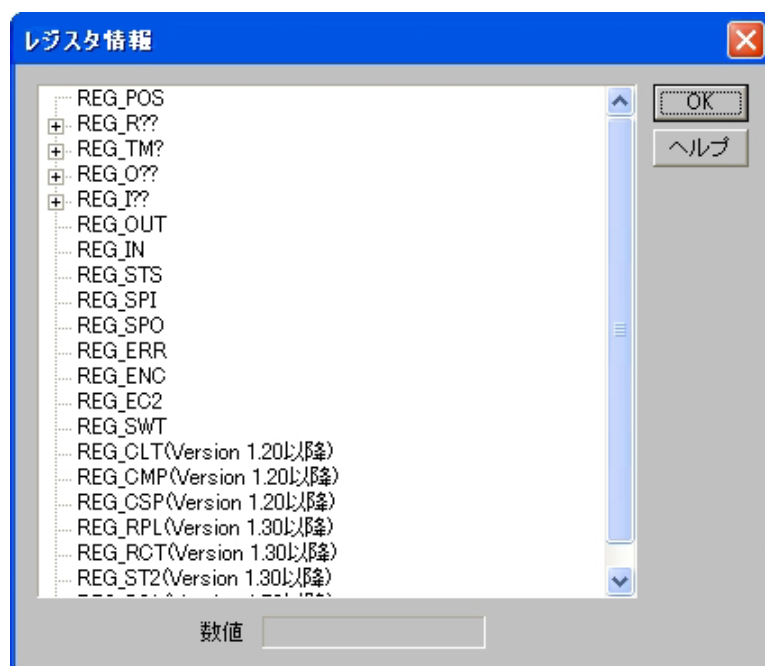 レジスタ情報
REG_POS
REG_R??
REG_TM?
REG_O??
REG_I??
REG_OUT
REG_IN
REG_STS
REG_SPI
REG_SPO
REG_ERR
REG_ENC
REG_EC2
REG_SWT
REG_CLT(Version 1.20以降)
REG_CMP(Version 1.20以降)
REG_CSP(Version 1.20以降)
REG_RPL(Version 1.30以降)
REG_RCT(Version 1.30以降)
REG_ST2(Version 1.30以降)
OK
ヘルプ
数値